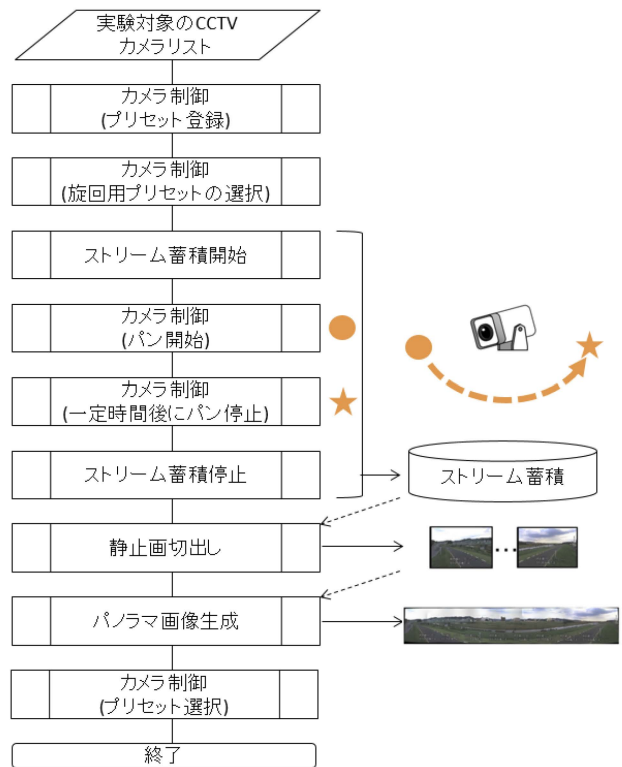 実験対象のCCTV
カメラリスト
カメラ制御
(プリセット登録)
カメラ制御
(旋回用プリセットの選択)
ストリーム蓄積開始
カメラ制御
(パン開始)
カメラ制御
(一定時間後にパン停止)
ストリーム蓄積停止
ストリーム蓄積
静止画切出し
パノラマ画像生成
カメラ制御
(プリセット選択)
終了